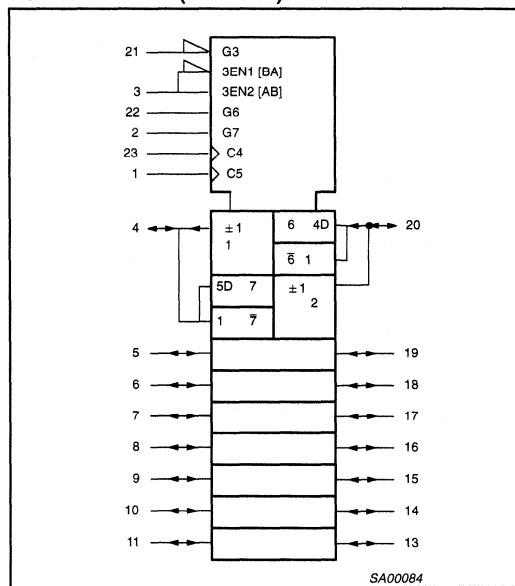 21 G3
3EN1 [BA]
3 3EN2 [AB]
22 G6
2 G7
23 C4
1 C5
4 ±1 6 4D 20
1
6̅ 1
5D 7 ±1
2
1 7̅
5 19
6 18
7 17
8 16
9 15
10 14
11 13
SA00084